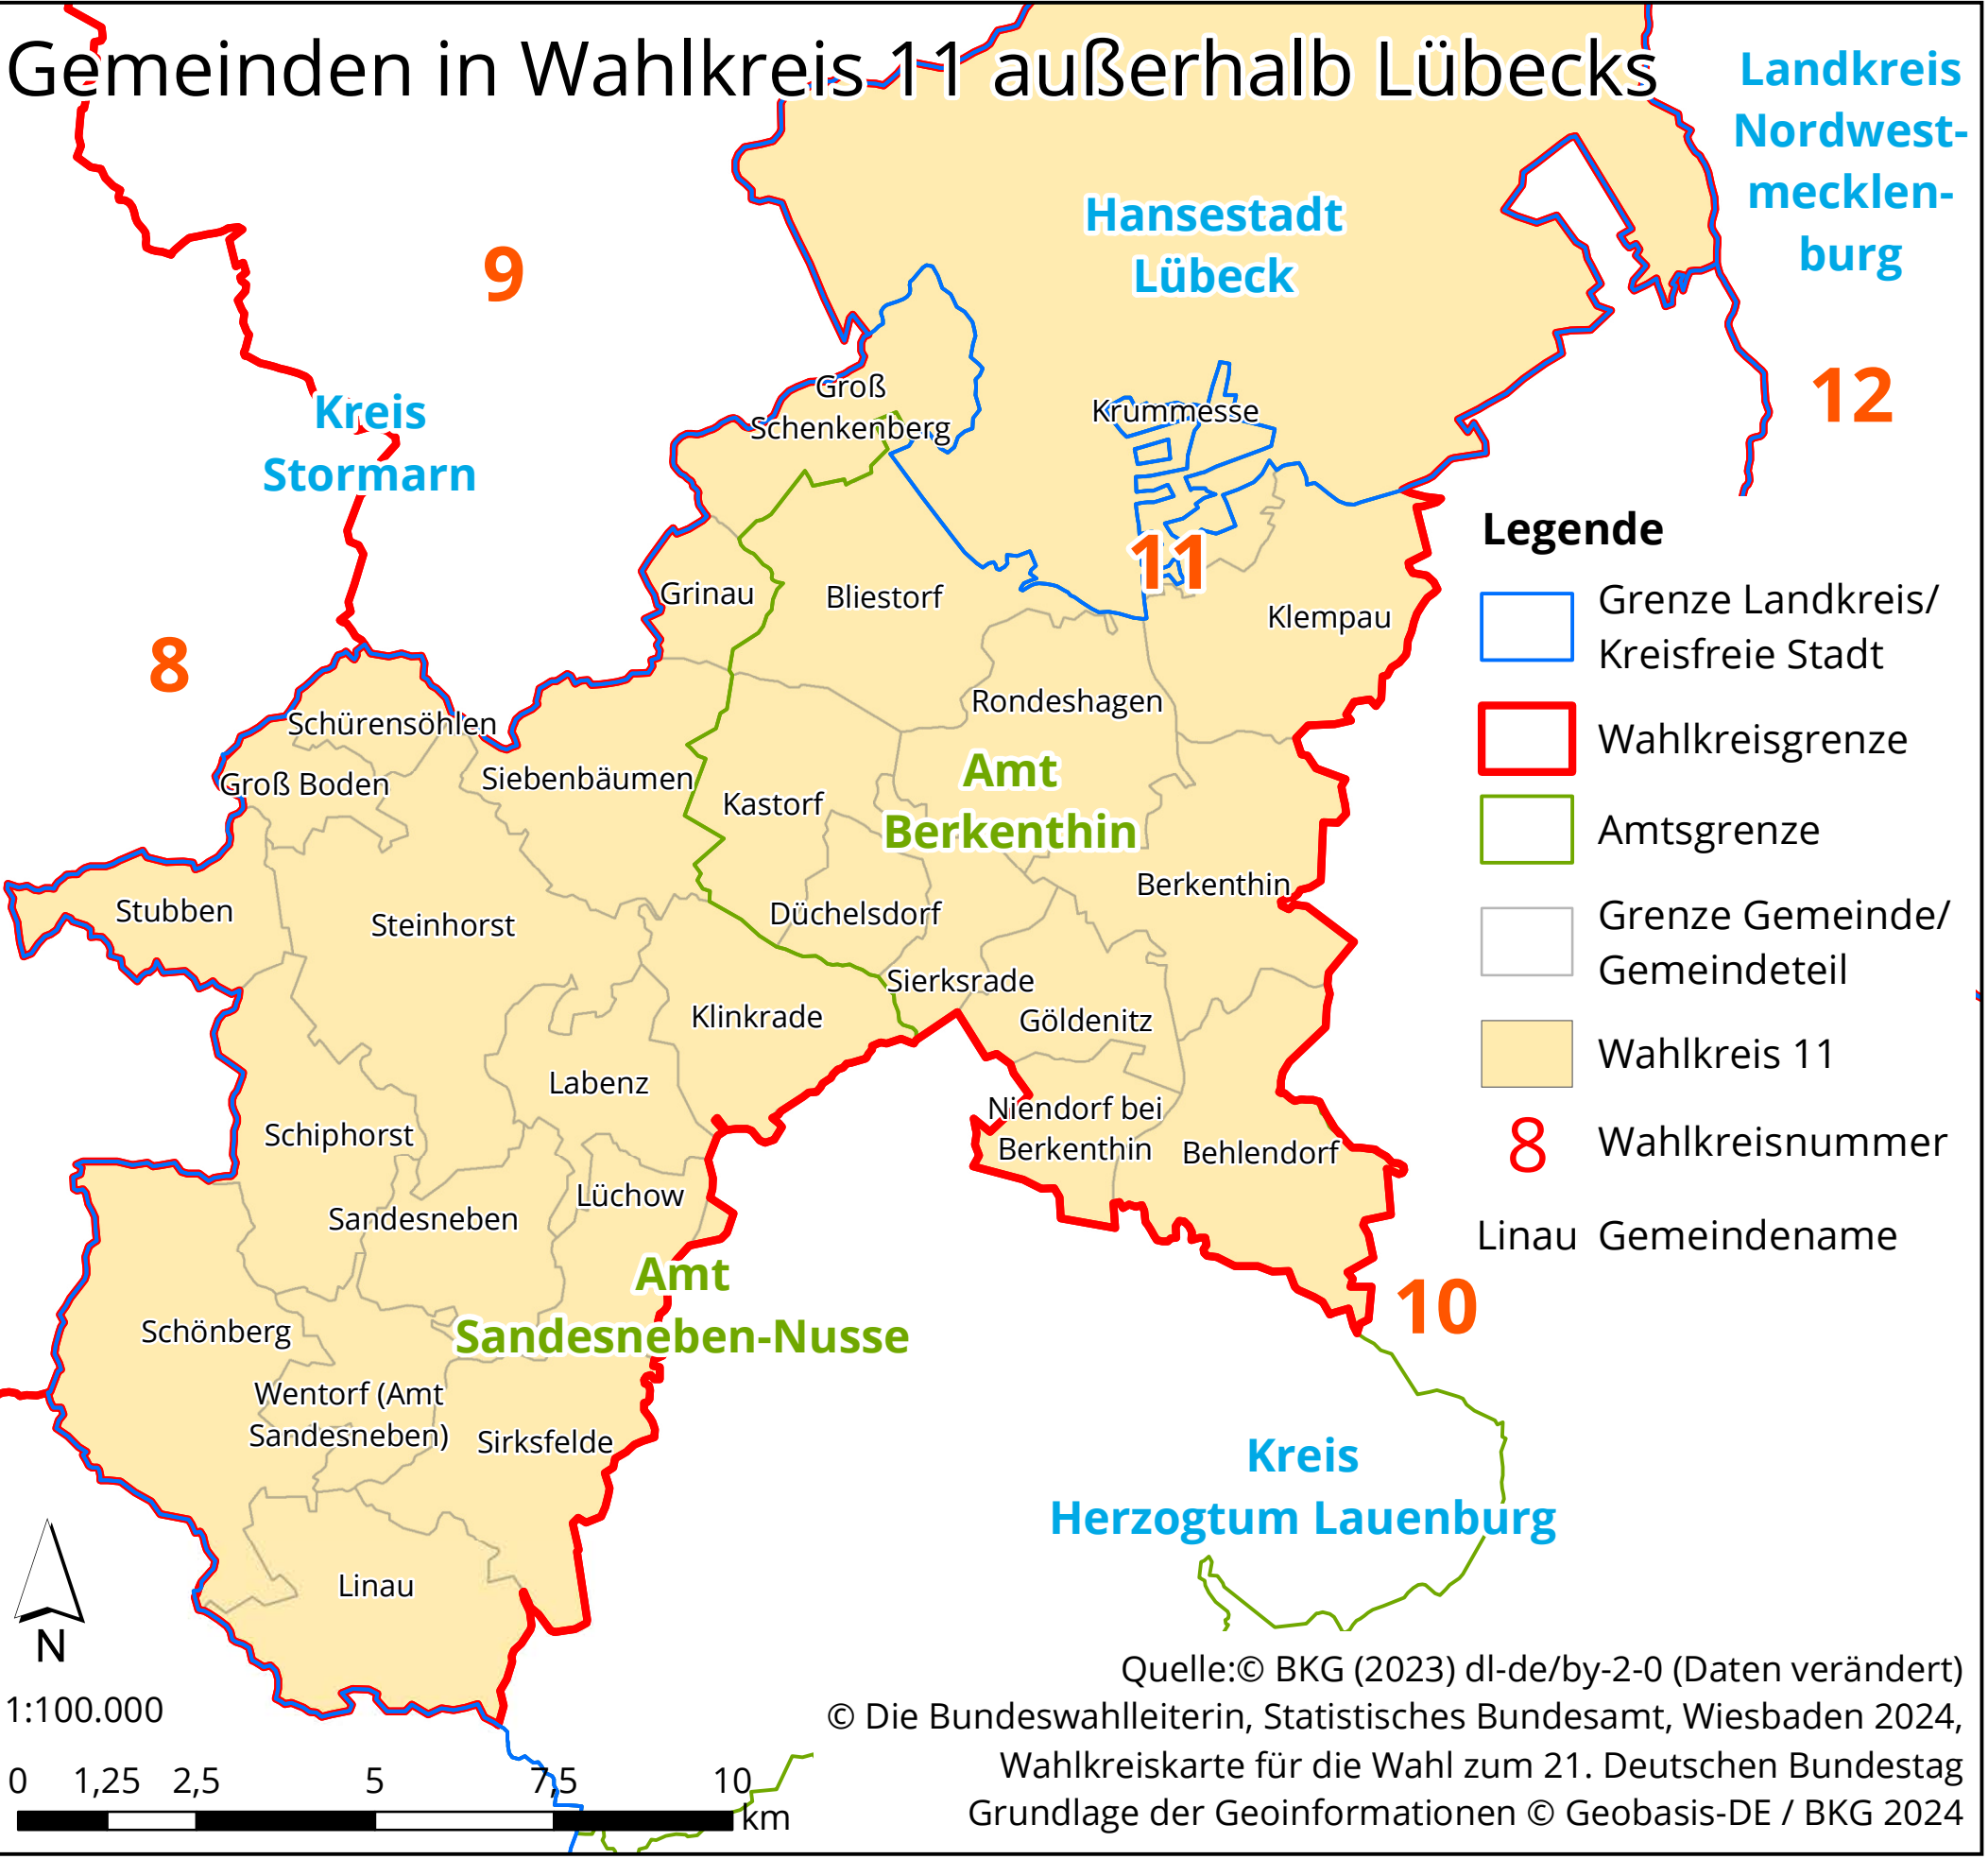 Gemeinden in Wahlkreis 11 außerhalb Lübecks
Landkreis
Nordwest-
mecklen-
burg
Hansestadt
Lübeck
9
12
Kreis
Stormarn
Groß
Schenkenberg
Krummesse
11
Grinau
Bliestorf
Klempau
8
Rondeshagen
Schürensöhlen
Groß Boden
Siebenbäumen
Kastorf
Amt
Berkenthin
Berkenthin
Stubben
Steinhorst
Düchelsdorf
Sierksrade
Klinkrade
Göldenitz
Labenz
Niendorf bei
Berkenthin
Behlendorf
Schiphorst
Lüchow
Sandesneben
Amt
Sandesneben-Nusse
10
Schönberg
Wentorf (Amt
Sandesneben)
Sirksfelde
Kreis
Herzogtum Lauenburg
Linau
Legende
Grenze Landkreis/
Kreisfreie Stadt
Wahlkreisgrenze
Amtsgrenze
Grenze Gemeinde/
Gemeindeteil
Wahlkreis 11
8 Wahlkreisnummer
Linau Gemeindename
N
1:100.000
0 1,25 2,5 5 7,5 10
km
Quelle:© BKG (2023) dl-de/by-2-0 (Daten verändert)
© Die Bundeswahlleiterin, Statistisches Bundesamt, Wiesbaden 2024,
Wahlkreiskarte für die Wahl zum 21. Deutschen Bundestag
Grundlage der Geoinformationen © Geobasis-DE / BKG 2024